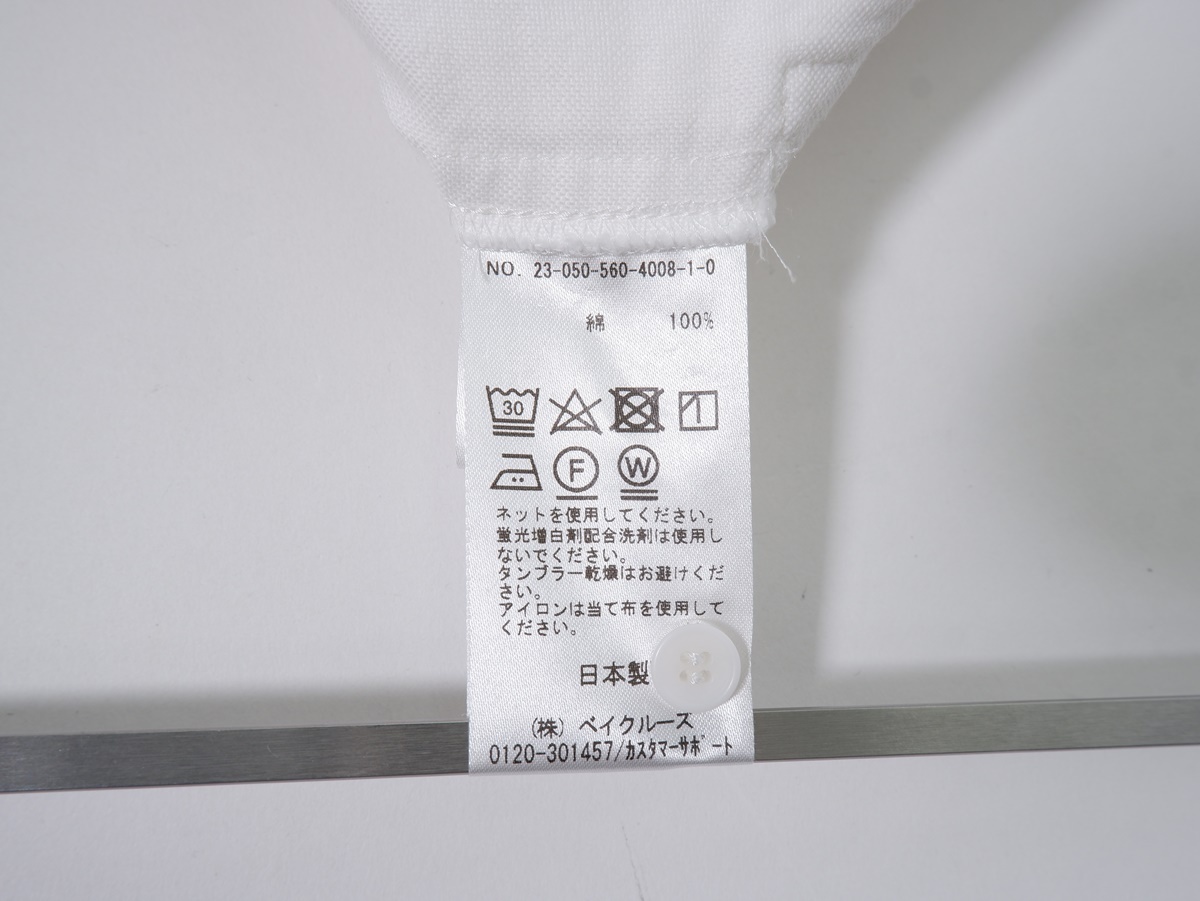 NO. 23-050-560-4008-1-0
綿 100%
30
F W
ネットを使用してください。
蛍光増白剤配合洗剤は使用し
ないでください。
タンブラー乾燥はお避けくだ
さい。
アイロンは当て布を使用して
ください。
日本製
(株) ベイクルーズ
0120-301457/カスタマーサポート